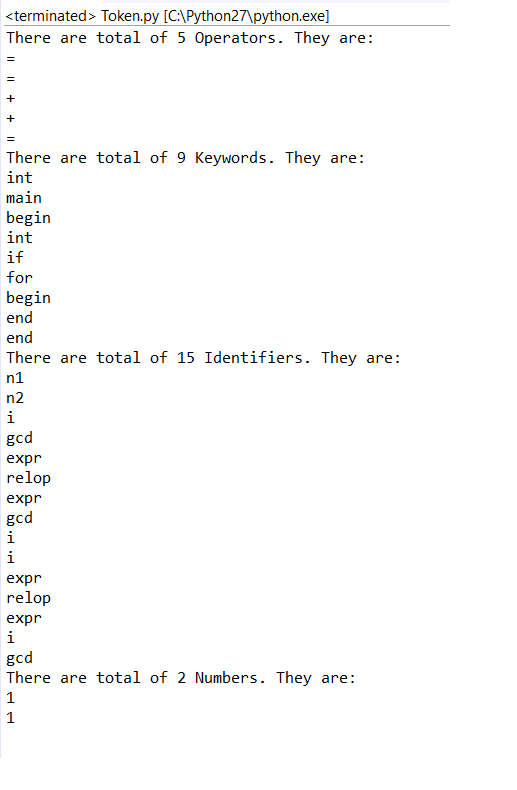 <terminated> Token.py [C:\Python27\python.exe]
There are total of 5 Operators. They are:
=
=
+
+
=
There are total of 9 Keywords. They are:
int
main
begin
int
if
for
begin
end
end
There are total of 15 Identifiers. They are:
n1
n2
i
gcd
expr
relop
expr
gcd
i
i
expr
relop
expr
i
gcd
There are total of 2 Numbers. They are:
1
1